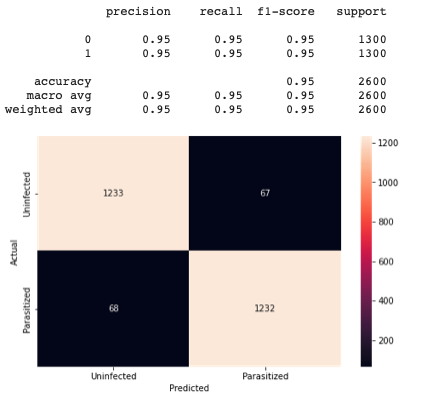 precision recall f1-score support
0 0.95 0.95 0.95 1300
1 0.95 0.95 0.95 1300
accuracy 0.95 2600
macro avg 0.95 0.95 0.95 2600
weighted avg 0.95 0.95 0.95 2600
Actual
Uninfected
1233 67
Parasitized
68 1232
Uninfected Parasitized
Predicted
1200
1000
800
600
400
200